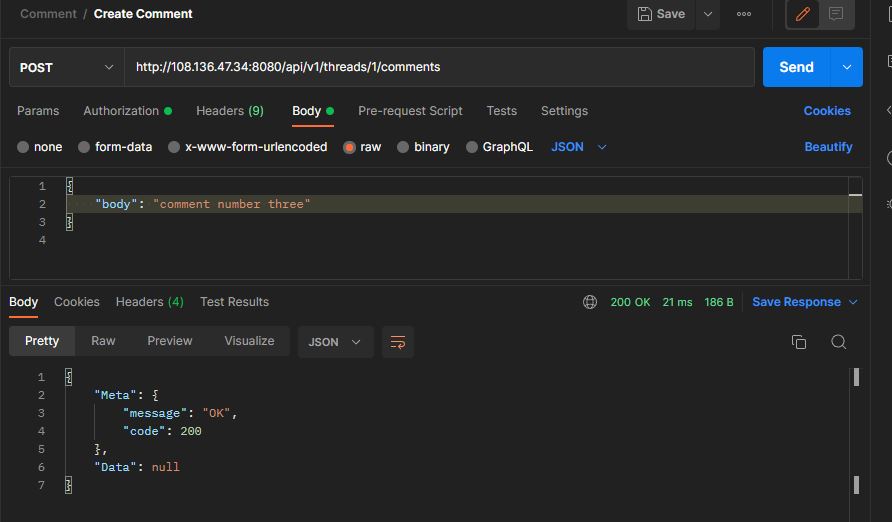 Comment / Create Comment
Save
POST http://108.136.47.34:8080/api/v1/threads/1/comments Send
Params Authorization Headers (9) Body Pre-request Script Tests Settings Cookies
none form-data x-www-form-urlencoded raw binary GraphQL JSON Beautify
1 {
2 "body": "comment number three"
3 }
4
Body Cookies Headers (4) Test Results 200 OK 21 ms 186 B Save Response
Pretty Raw Preview Visualize JSON
1 {
2 "Meta": {
3 "message": "OK",
4 "code": 200
5 },
6 "Data": null
7 }